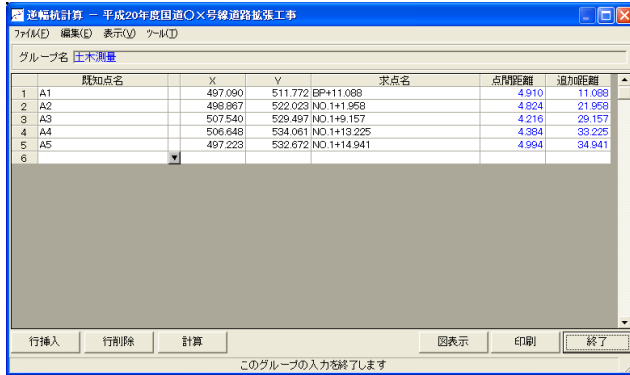 逆幅杭計算 － 平成20年度国道〇×号線道路拡張工事
ファイル(F) 編集(E) 表示(V) ツール(T)
グループ名 土木測量
既知点名 X Y 求点名 点間距離 追加距離
1 A1 497.090 511.772 BP+11.088 4.910 11.088
2 A2 498.867 522.023 NO.1+1.958 4.824 21.958
3 A3 507.540 529.497 NO.1+9.157 4.216 29.157
4 A4 506.648 534.061 NO.1+13.225 4.384 33.225
5 A5 497.223 532.672 NO.1+14.941 4.994 34.941
6
行挿入 行削除 計算 図表示 印刷 終了
このグループの入力を終了します